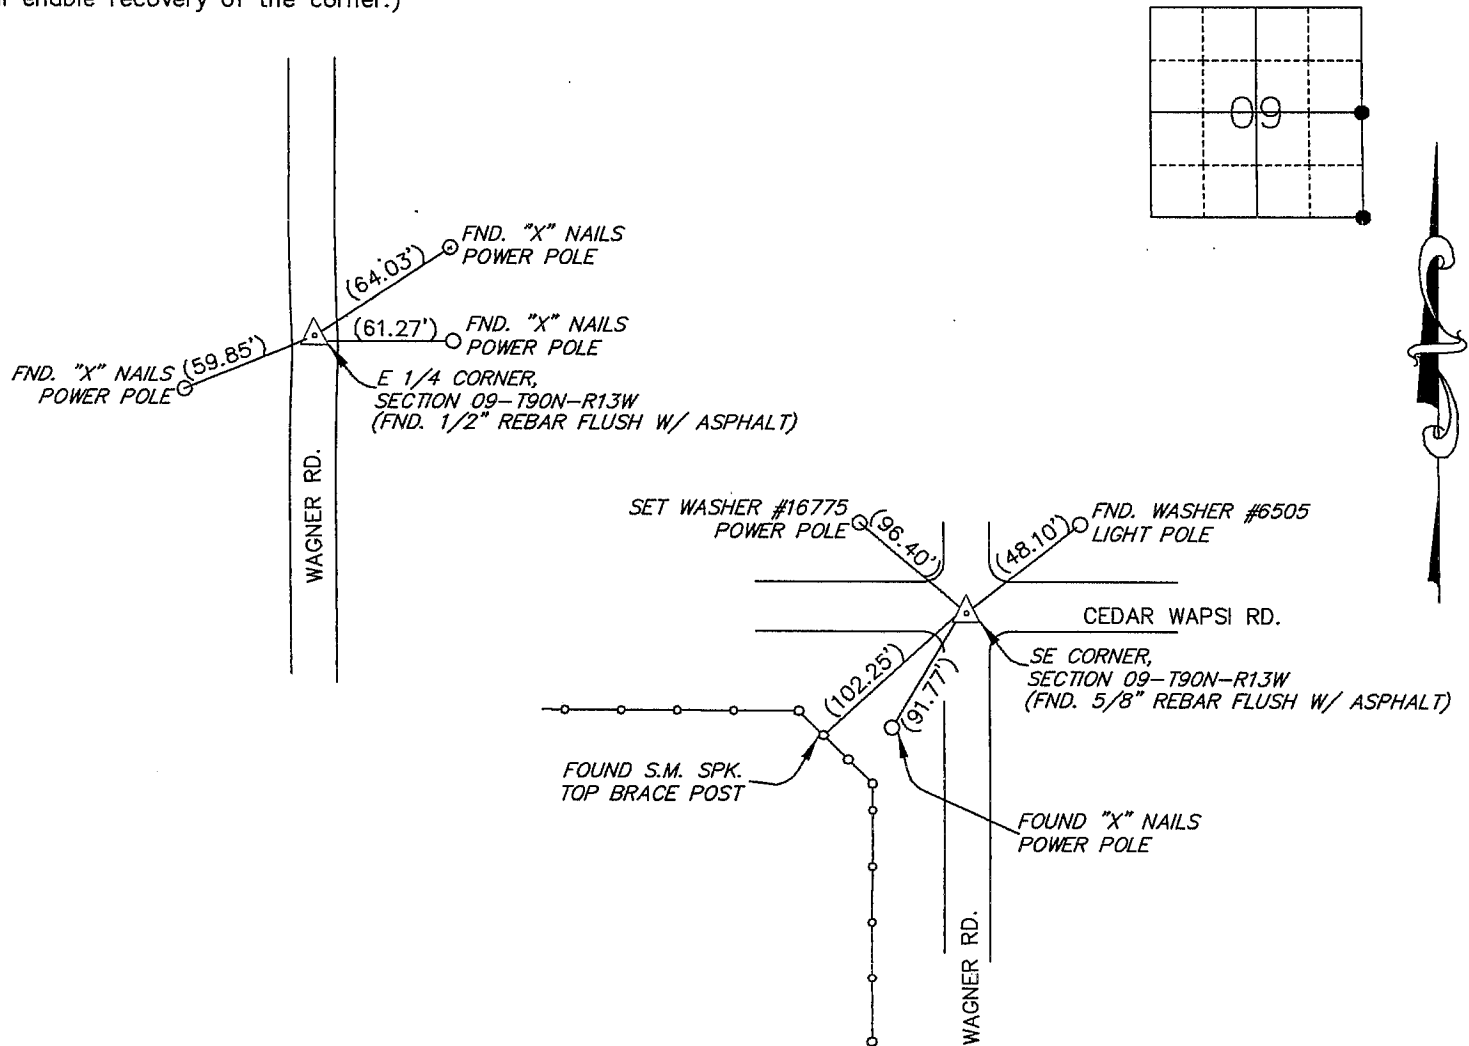 enable recovery of the corner.)
09
FND. "X" NAILS
POWER POLE
(64.03')
FND. "X" NAILS
POWER POLE
(61.27')
(59.85')
FND. "X" NAILS
POWER POLE
E 1/4 CORNER,
SECTION 09-T90N-R13W
(FND. 1/2" REBAR FLUSH W/ ASPHALT)
WAGNER RD.
SET WASHER #16775
POWER POLE
(96.40')
(48.10')
FND. WASHER #6505
LIGHT POLE
CEDAR WAPSI RD.
SE CORNER,
SECTION 09-T90N-R13W
(FND. 5/8" REBAR FLUSH W/ ASPHALT)
(102.25')
(91.77')
FOUND S.M. SPK.
TOP BRACE POST
FOUND "X" NAILS
POWER POLE
WAGNER RD.